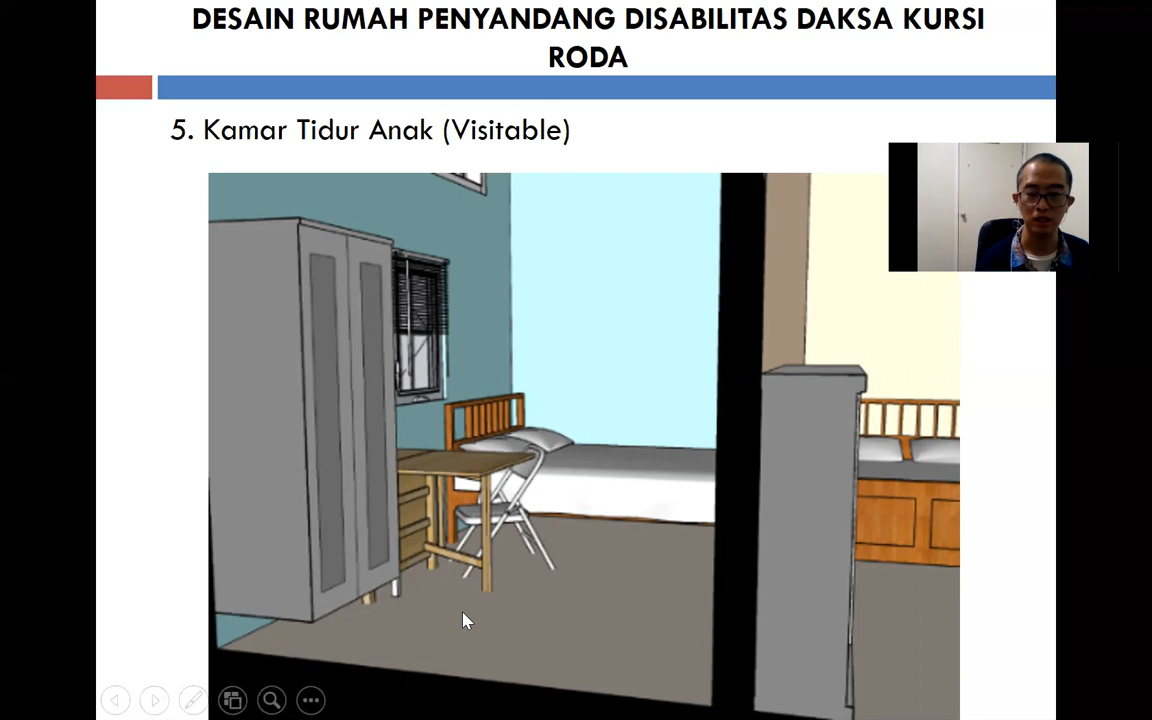 DESAIN RUMAH PENYANDANG DISABILITAS DAKSA KURSI
RODA
5. Kamar Tidur Anak (Visitable)